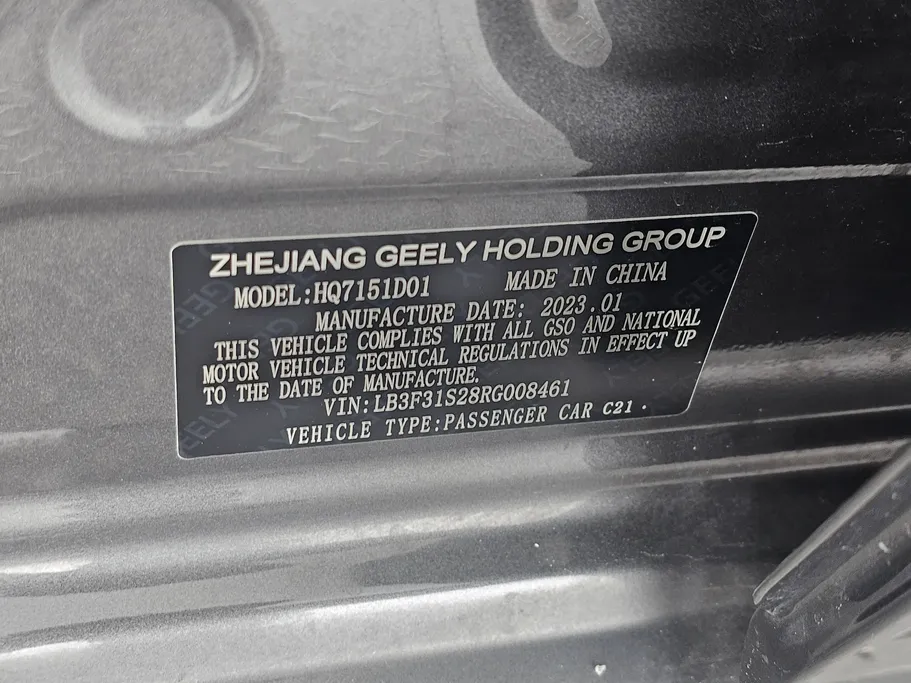 ZHEJIANG GEELY HOLDING GROUP
MODEL:HQ7151D01 MADE IN CHINA
MANUFACTURE DATE: 2023.01
THIS VEHICLE COMPLIES WITH ALL GSO AND NATIONAL
MOTOR VEHICLE TECHNICAL REGULATIONS IN EFFECT UP
TO THE DATE OF MANUFACTURE.
VIN:LB3F31S28RG008461
VEHICLE TYPE:PASSENGER CAR C21.